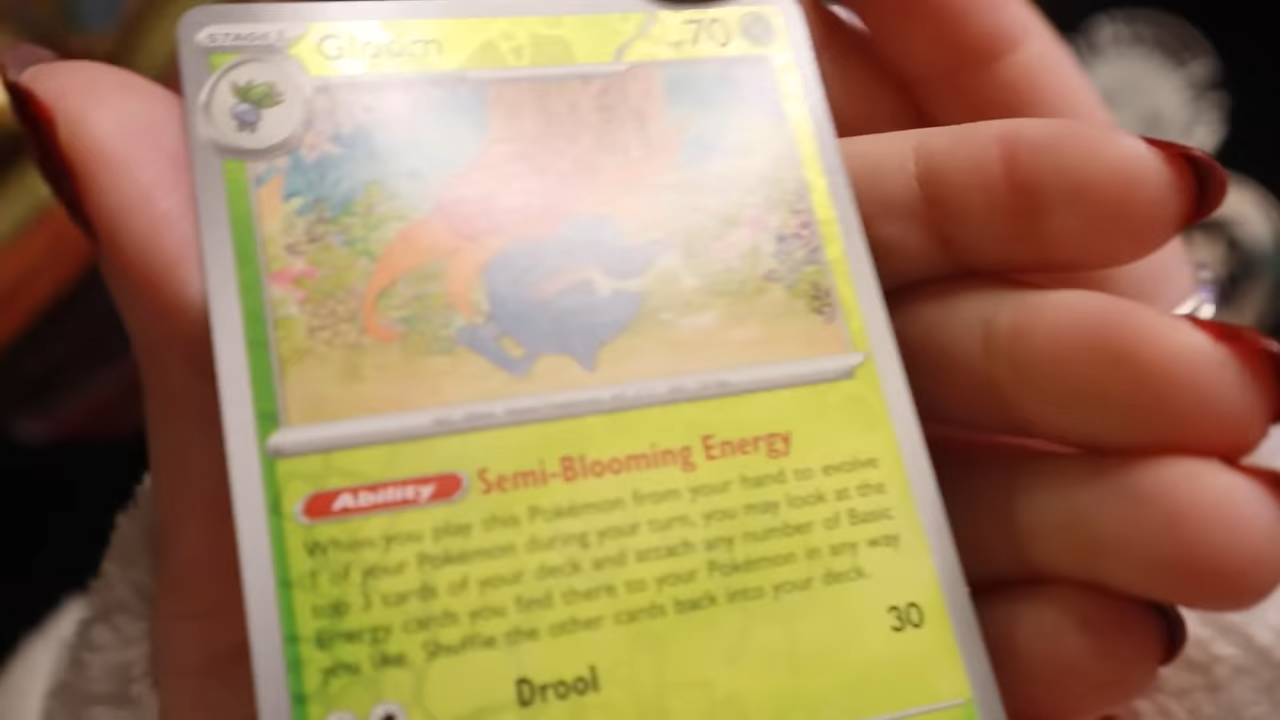 STAGE 1
Gloom
70
Ability Semi-Blooming Energy
When you play this Pokémon from your hand to evolve
1 of your Pokémon during your turn, you may look at the
top 3 cards of your deck and attach any number of Basic
Energy cards you find there to your Pokémon in any way
you like. Shuffle the other cards back into your deck.
Drool 30